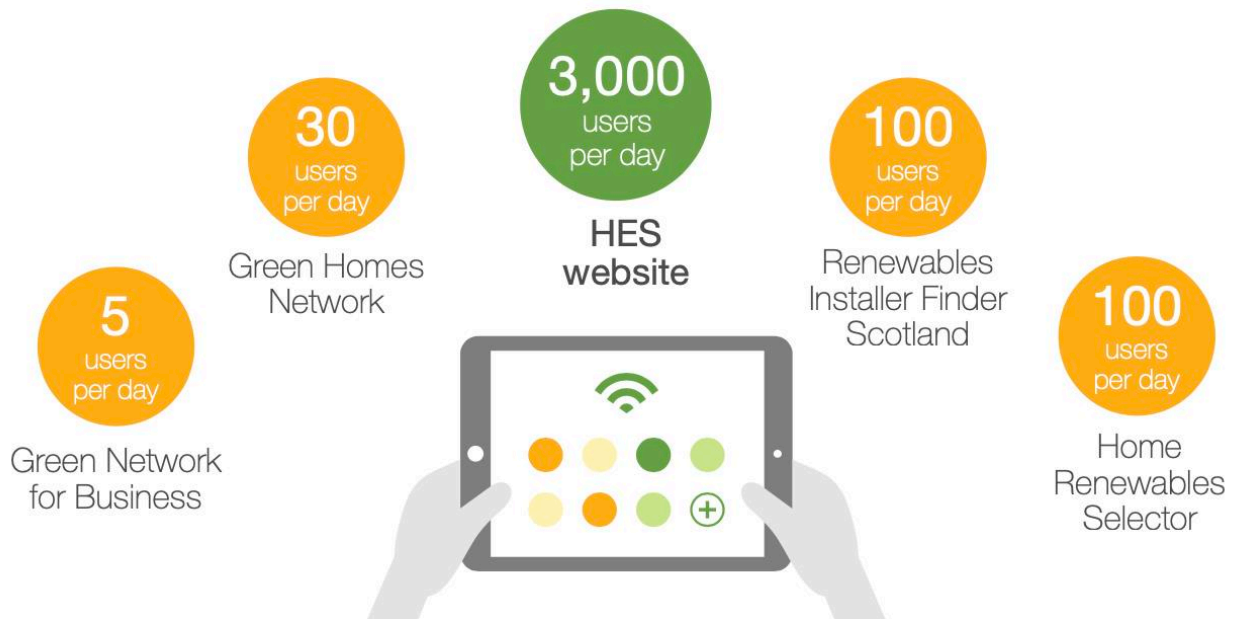 5
users
per day
Green Network
for Business
30
users
per day
Green Homes
Network
3,000
users
per day
HES
website
100
users
per day
Renewables
Installer Finder
Scotland
100
users
per day
Home
Renewables
Selector